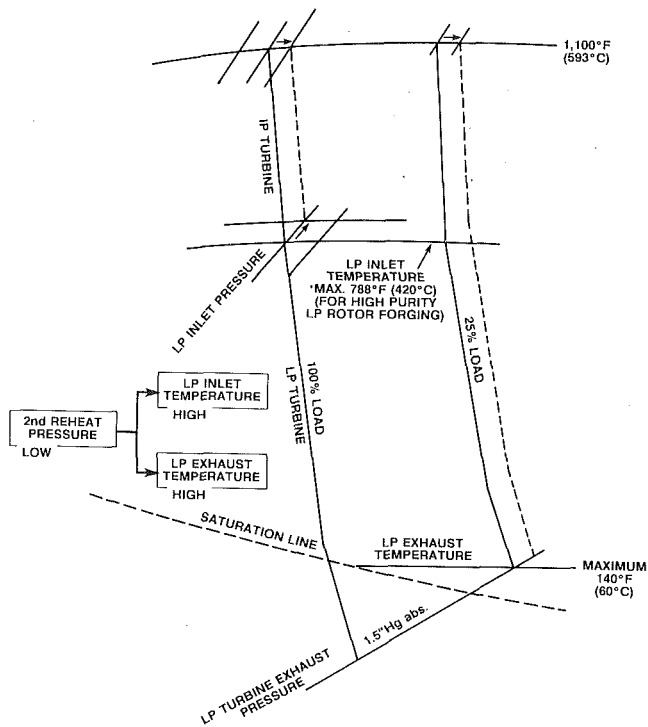 1,100°F
(593°C)
IP TURBINE
LP INLET PRESSURE
LP INLET
TEMPERATURE
*MAX. 788°F (420°C)
(FOR HIGH PURITY
LP ROTOR FORGING)
25% LOAD
100% LOAD
LP TURBINE
2nd REHEAT
PRESSURE
LOW
LP INLET
TEMPERATURE
HIGH
LP EXHAUST
TEMPERATURE
HIGH
SATURATION LINE
LP EXHAUST
TEMPERATURE
MAXIMUM
140°F
(60°C)
1.5"Hg abs.
LP TURBINE EXHAUST
PRESSURE